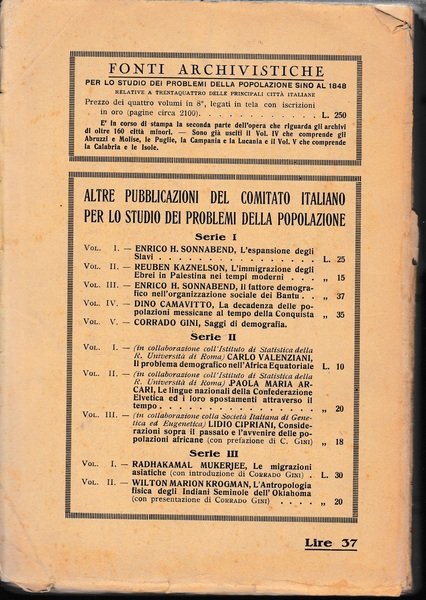 FONTI ARCHIVISTICHE
PER LO STUDIO DEI PROBLEMI DELLA POPOLAZIONE SINO AL 1848
RELATIVE A TRENTAQUATTRO DELLE PRINCIPALI CITTÀ ITALIANE
Prezzo dei quattro volumi in 8°, legati in tela con iscrizioni
in oro (pagine circa 2100). . . . . . . . . . . . L. 250
E' in corso di stampa la seconda parte dell'opera che riguarda gli archivi
di oltre 160 città minori. — Sono già usciti il Vol. IV che comprende gli
Abruzzi e Molise, le Puglie, la Campania e la Lucania e il Vol. V che comprende
la Calabria e le Isole.
ALTRE PUBBLICAZIONI DEL COMITATO ITALIANO
PER LO STUDIO DEI PROBLEMI DELLA POPOLAZIONE
Serie I
VOL. I. — ENRICO H. SONNABEND, L'espansione degli
Slavi . . . . . . . . . . . . . . . L. 25
VOL. II. — REUBEN KAZNELSON, L'immigrazione degli
Ebrei in Palestina nei tempi moderni . . . „ 15
VOL. III. — ENRICO H. SONNABEND, Il fattore demogra-
fico nell'organizzazione sociale dei Bantu . . „ 37
VOL. IV. — DINO CAMAVITTO, La decadenza delle po-
polazioni messicane al tempo della Conquista „ 35
VOL. V. — CORRADO GINI, Saggi di demografia.
Serie II
VOL. I. — (in collaborazione coll'Istituto di Statistica della
R. Università di Roma) CARLO VALENZIANI,
Il problema demografico nell'Africa Equatoriale L. 10
VOL. II. — (in collaborazione coll'Istituto di Statistica della
R. Università di Roma) PAOLA MARIA AR-
CARI, Le lingue nazionali della Confederazione
Elvetica ed i loro spostamenti attraverso il
tempo . . . . . . . . . . . . . . . „ 20
VOL. III. — (in collaborazione colla Società Italiana di Gene-
tica ed Eugenetica) LIDIO CIPRIANI, Conside-
razioni sopra il passato e l'avvenire delle po-
polazioni africane (con prefazione di C. GINI) „ 18
Serie III
VOL. I. — RADHAKAMAL MUKERJEE, Le migrazioni
asiatiche (con introduzione di CORRADO GINI) . L. 30
VOL. II. — WILTON MARION KROGMAN, L'Antropologia
fisica degli Indiani Seminole dell'Oklahoma
(con presentazione di CORRADO GINI) . . . „ 20
Lire 37